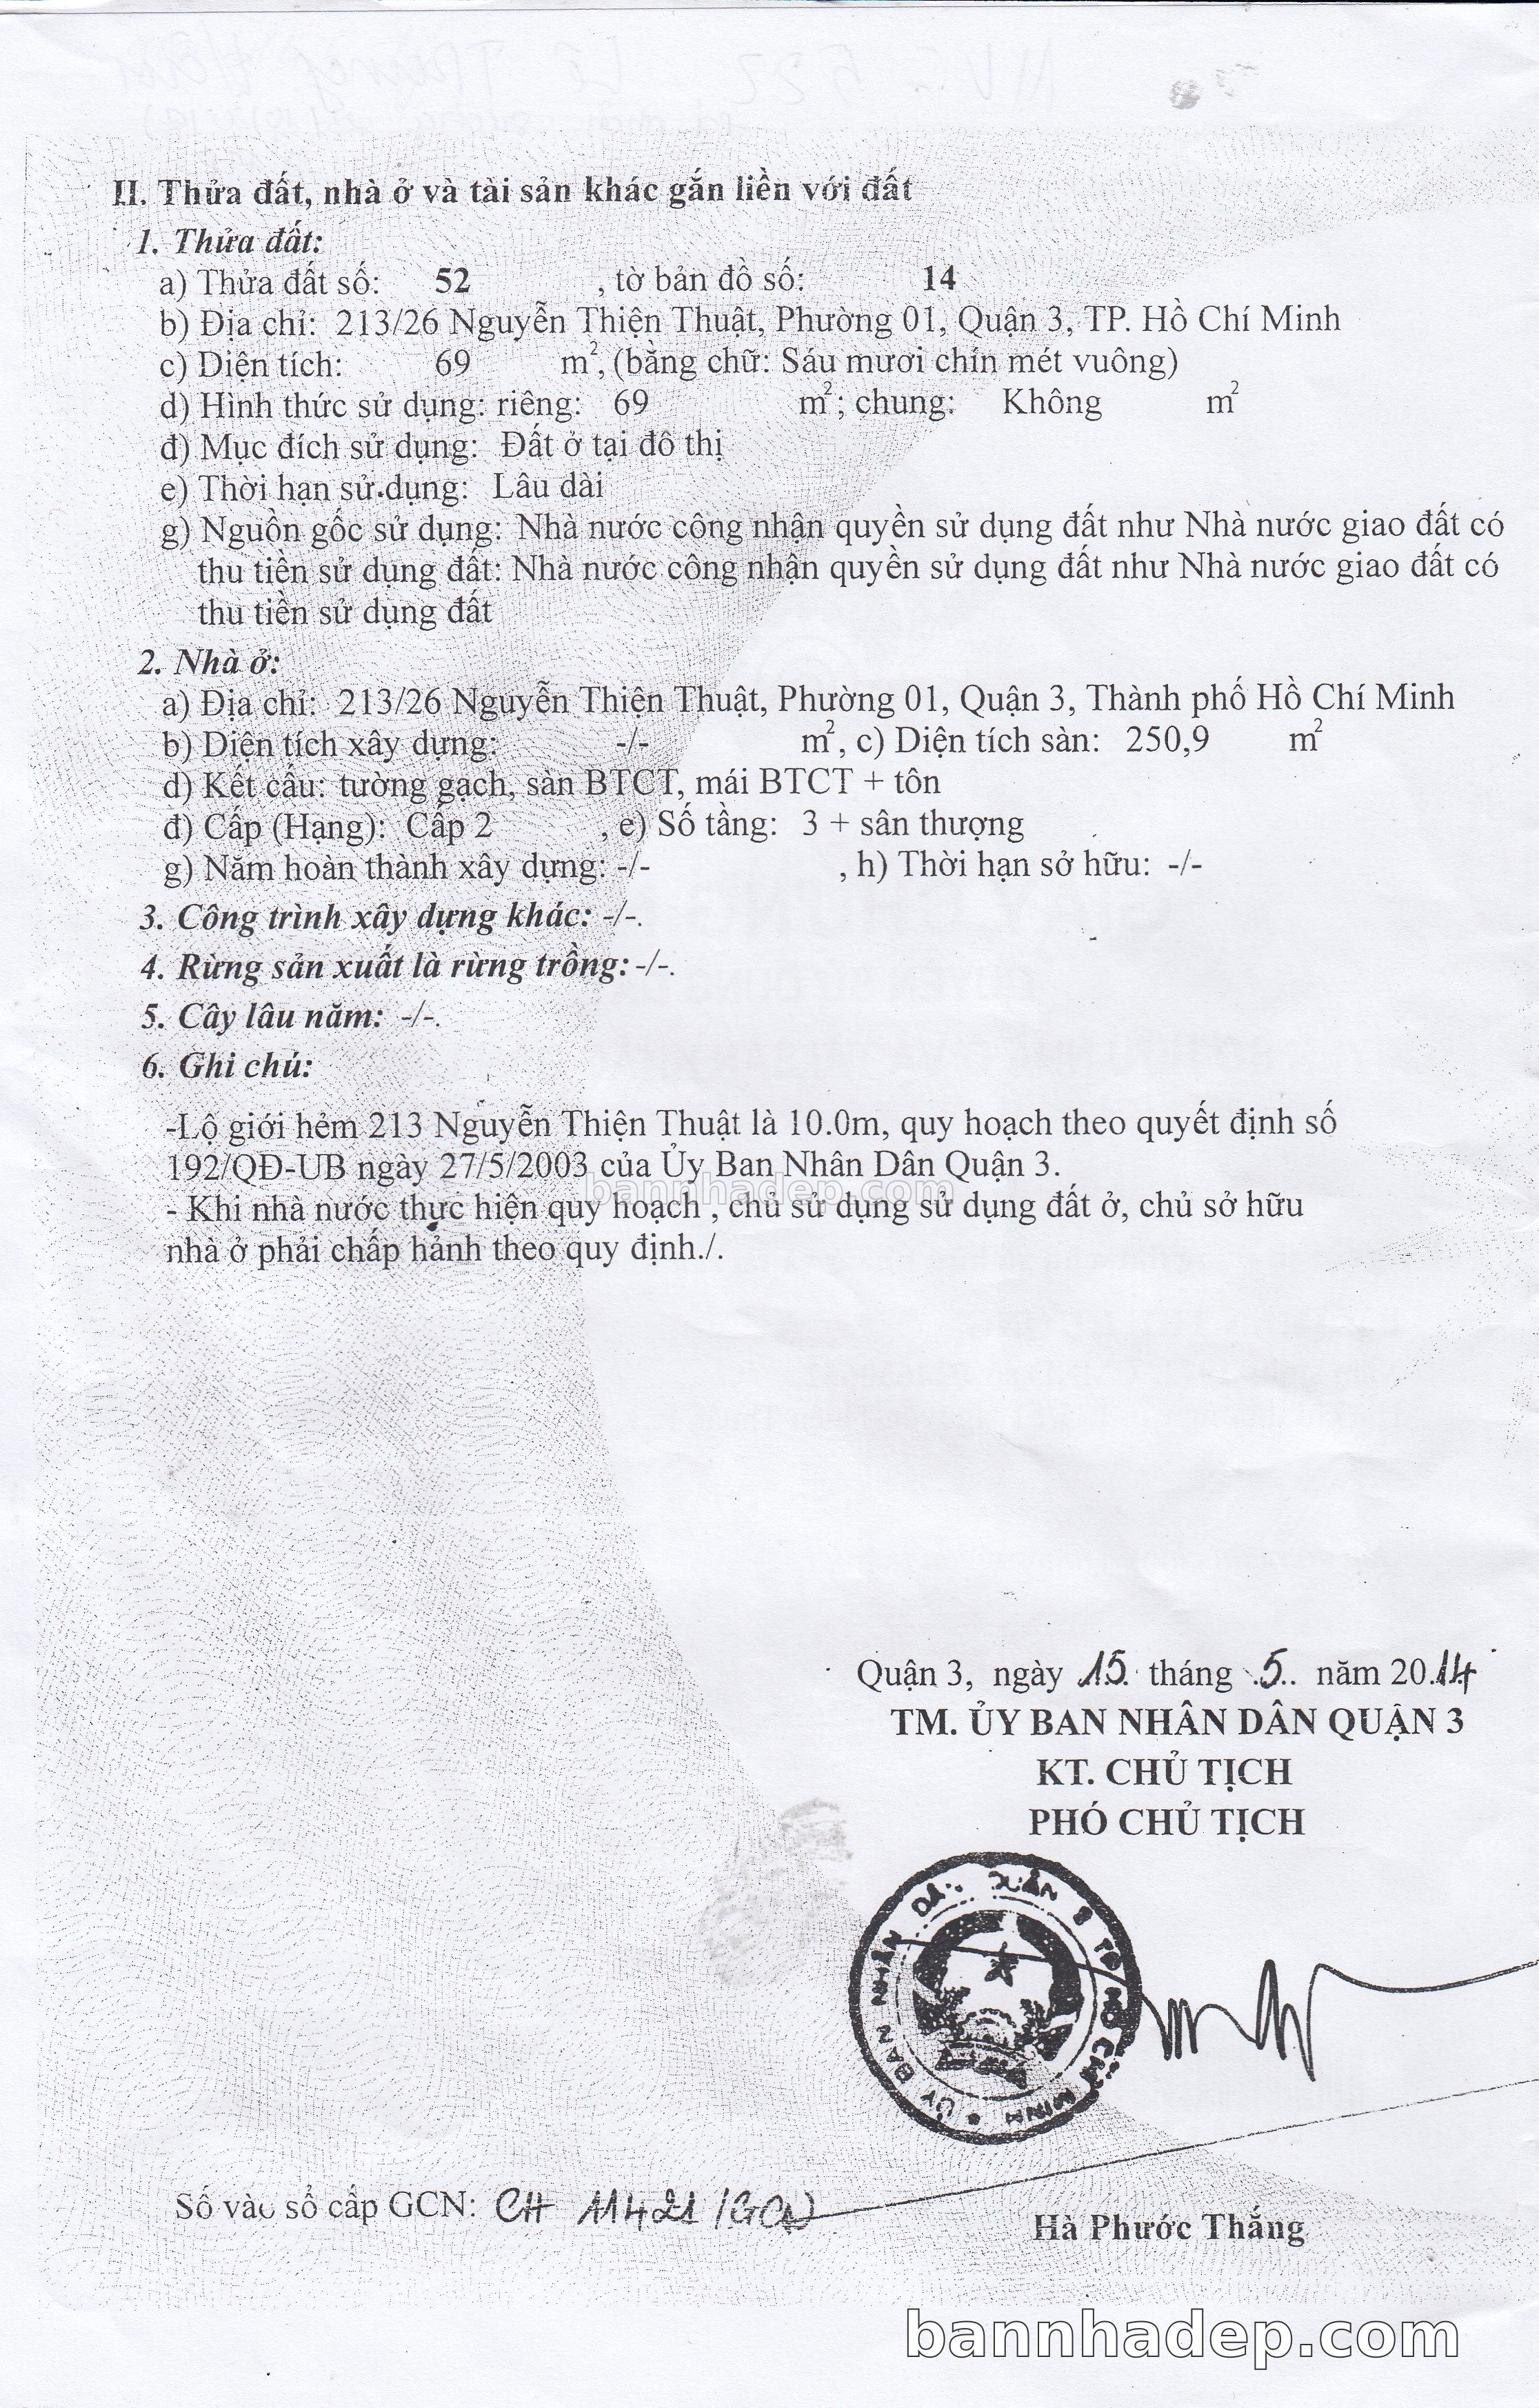 II. Thửa đất, nhà ở và tài sản khác gắn liền với đất
1. Thửa đất:
a) Thửa đất số: 52 , tờ bản đồ số: 14
b) Địa chỉ: 213/26 Nguyễn Thiện Thuật, Phường 01, Quận 3, TP. Hồ Chí Minh
c) Diện tích: 69 m², (bằng chữ: Sáu mươi chín mét vuông)
d) Hình thức sử dụng: riêng: 69 m²; chung: Không m²
đ) Mục đích sử dụng: Đất ở tại đô thị
e) Thời hạn sử dụng: Lâu dài
g) Nguồn gốc sử dụng: Nhà nước công nhận quyền sử dụng đất như Nhà nước giao đất có
thu tiền sử dụng đất: Nhà nước công nhận quyền sử dụng đất như Nhà nước giao đất có
thu tiền sử dụng đất
2. Nhà ở:
a) Địa chỉ: 213/26 Nguyễn Thiện Thuật, Phường 01, Quận 3, Thành phố Hồ Chí Minh
b) Diện tích xây dựng: -/- m², c) Diện tích sàn: 250,9 m²
d) Kết cấu: tường gạch, sàn BTCT, mái BTCT + tôn
đ) Cấp (Hạng): Cấp 2 , e) Số tầng: 3 + sân thượng
g) Năm hoàn thành xây dựng: -/- , h) Thời hạn sở hữu: -/-
3. Công trình xây dựng khác: -/-.
4. Rừng sản xuất là rừng trồng: -/-.
5. Cây lâu năm: -/-.
6. Ghi chú:
-Lộ giới hẻm 213 Nguyễn Thiện Thuật là 10.0m, quy hoạch theo quyết định số
192/QĐ-UB ngày 27/5/2003 của Ủy Ban Nhân Dân Quận 3.
bannhadep.com
- Khi nhà nước thực hiện quy hoạch , chủ sử dụng sử dụng đất ở, chủ sở hữu
nhà ở phải chấp hành theo quy định./.
Quận 3, ngày 15 tháng 5 năm 2014
TM. ỦY BAN NHÂN DÂN QUẬN 3
KT. CHỦ TỊCH
PHÓ CHỦ TỊCH
ỦY BAN NHÂN DÂN QUẬN 3 TP HỒ CHÍ MINH
Số vào sổ cấp GCN: CH 11421/GCN
Hà Phước Thắng
bannhadep.com